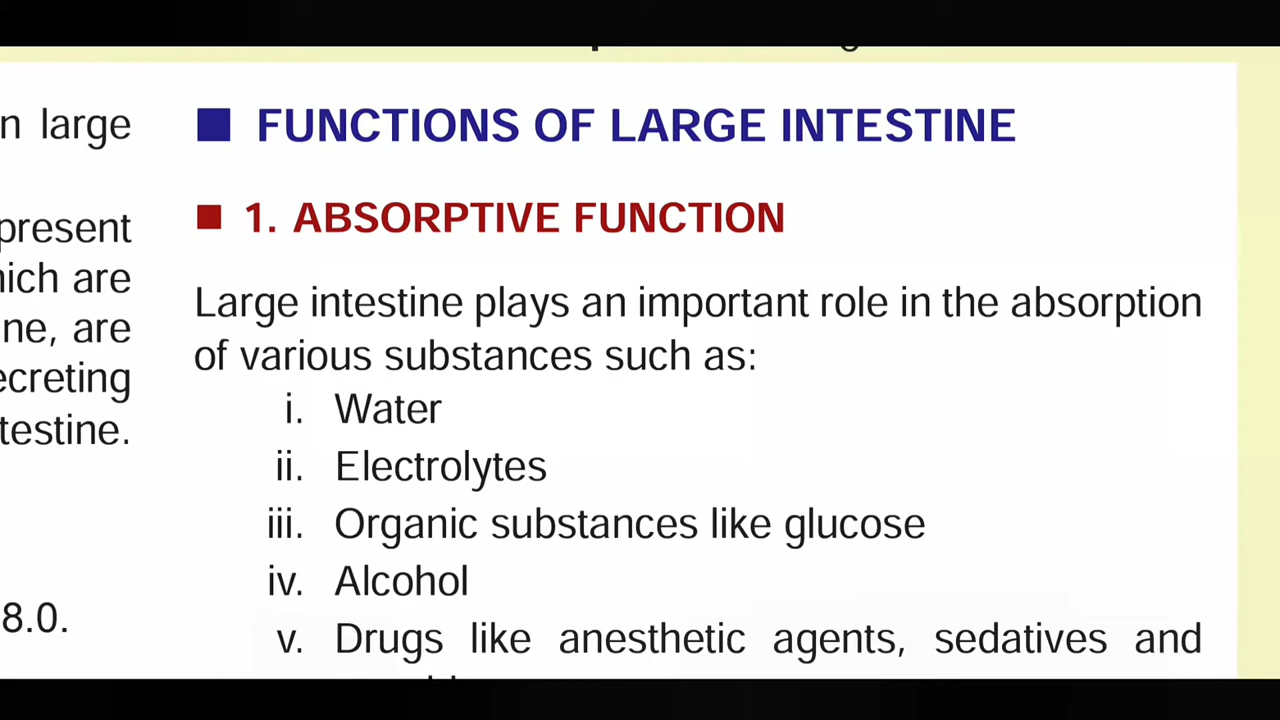 n large
present
hich are
ne, are
ecreting
testine.
8.0.
FUNCTIONS OF LARGE INTESTINE
1. ABSORPTIVE FUNCTION
Large intestine plays an important role in the absorption
of various substances such as:
i. Water
ii. Electrolytes
iii. Organic substances like glucose
iv. Alcohol
v. Drugs like anesthetic agents, sedatives and